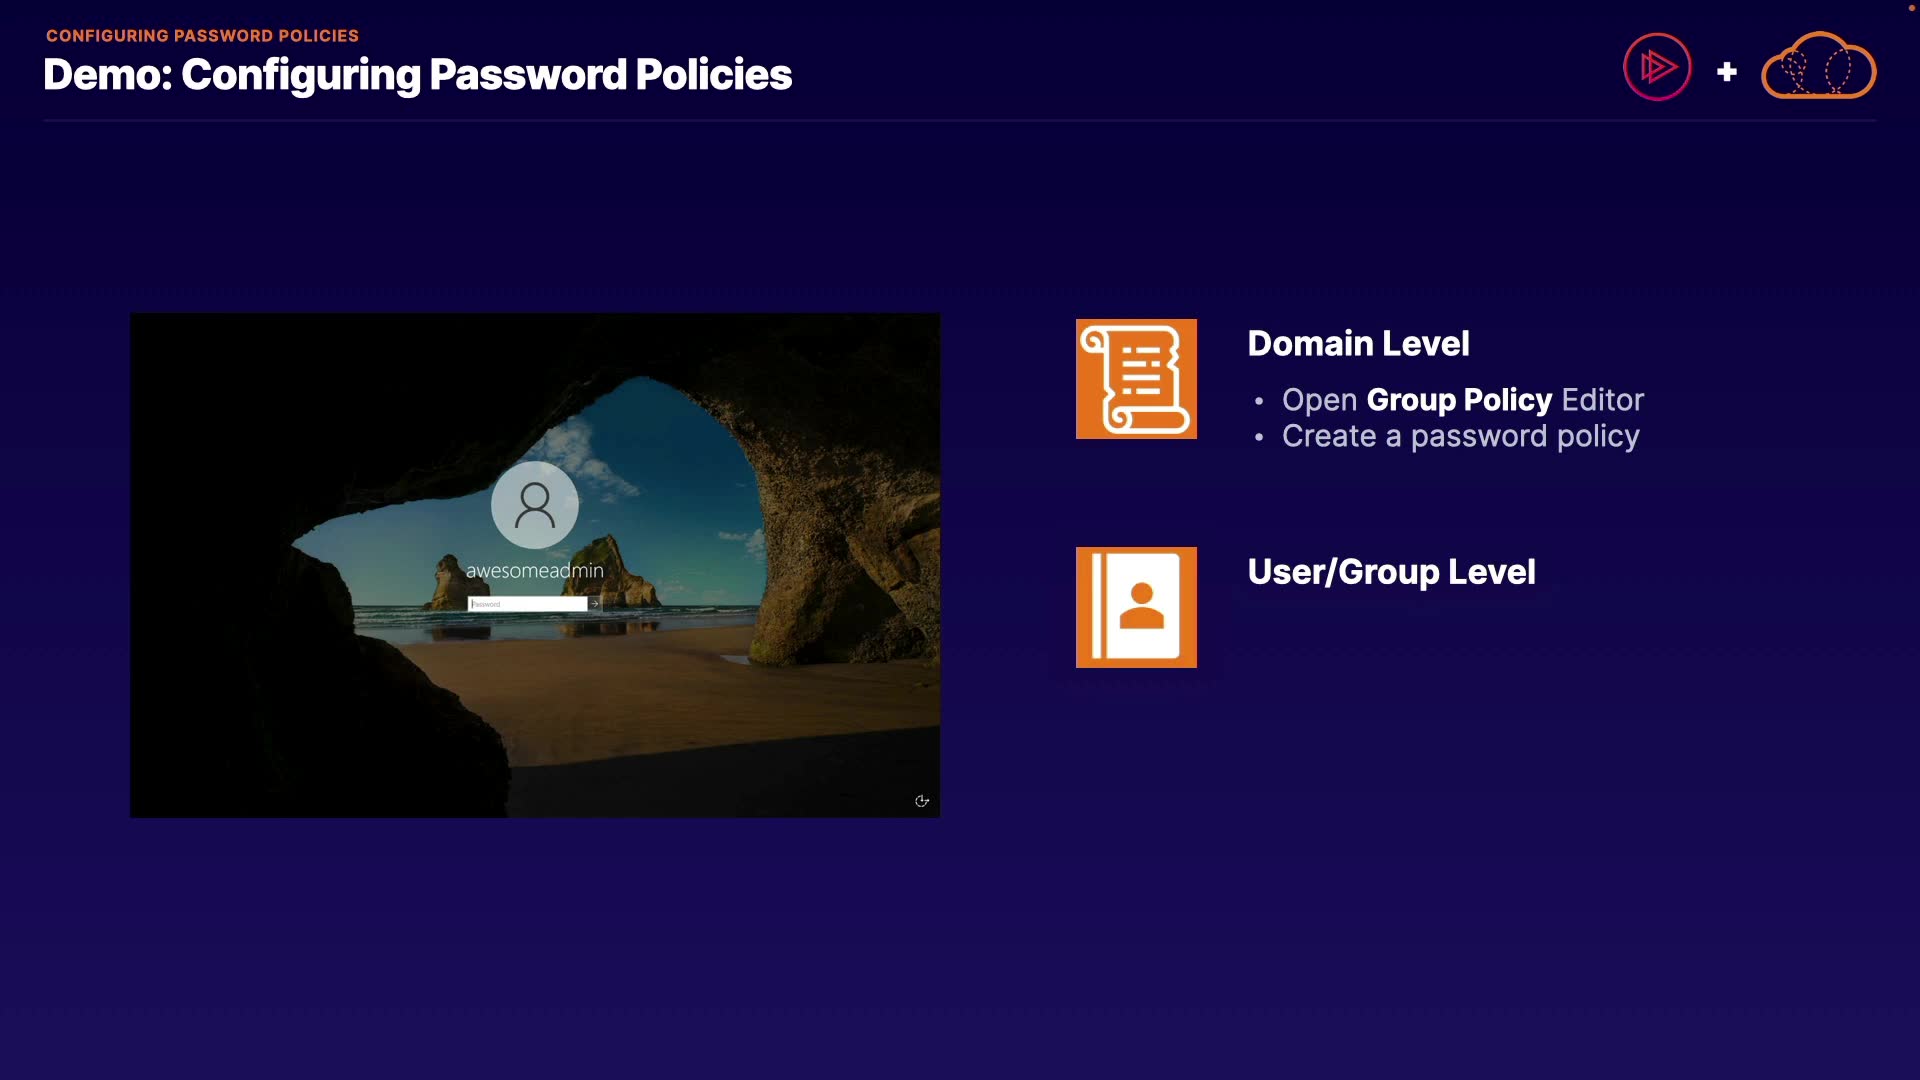 CONFIGURING PASSWORD POLICIES
Demo: Configuring Password Policies
awesomeadmin
Password
Domain Level
• Open Group Policy Editor
• Create a password policy
User/Group Level